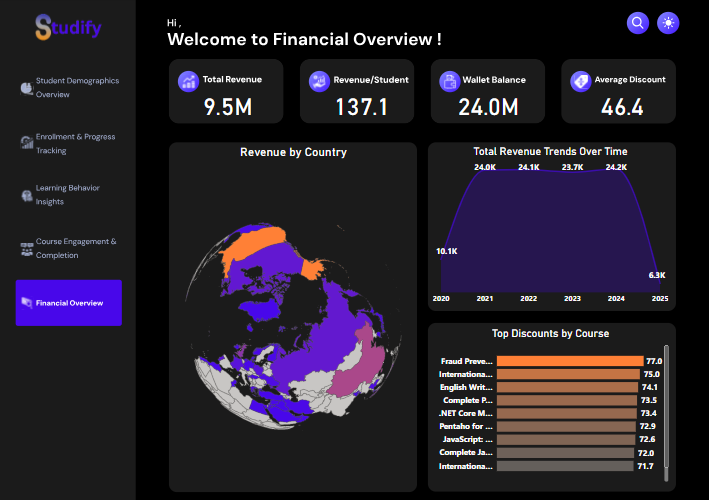 Studify
Student Demographics
Overview
Enrollment & Progress
Tracking
Learning Behavior
Insights
Course Engagement &
Completion
Financial Overview
Hi ,
Welcome to Financial Overview !
Total Revenue
9.5M
Revenue/Student
137.1
Wallet Balance
24.0M
Average Discount
46.4
Revenue by Country
Total Revenue Trends Over Time
24.0K 24.1K 23.7K 24.2K
10.1K
6.3K
2020 2021 2022 2023 2024 2025
Top Discounts by Course
Fraud Preve... 77.0
Internationa... 75.0
English Writ... 74.1
Complete P... 73.5
.NET Core M... 73.4
Pentaho for ... 72.9
JavaScript: ... 72.6
Complete Ja... 72.0
Internationa... 71.7